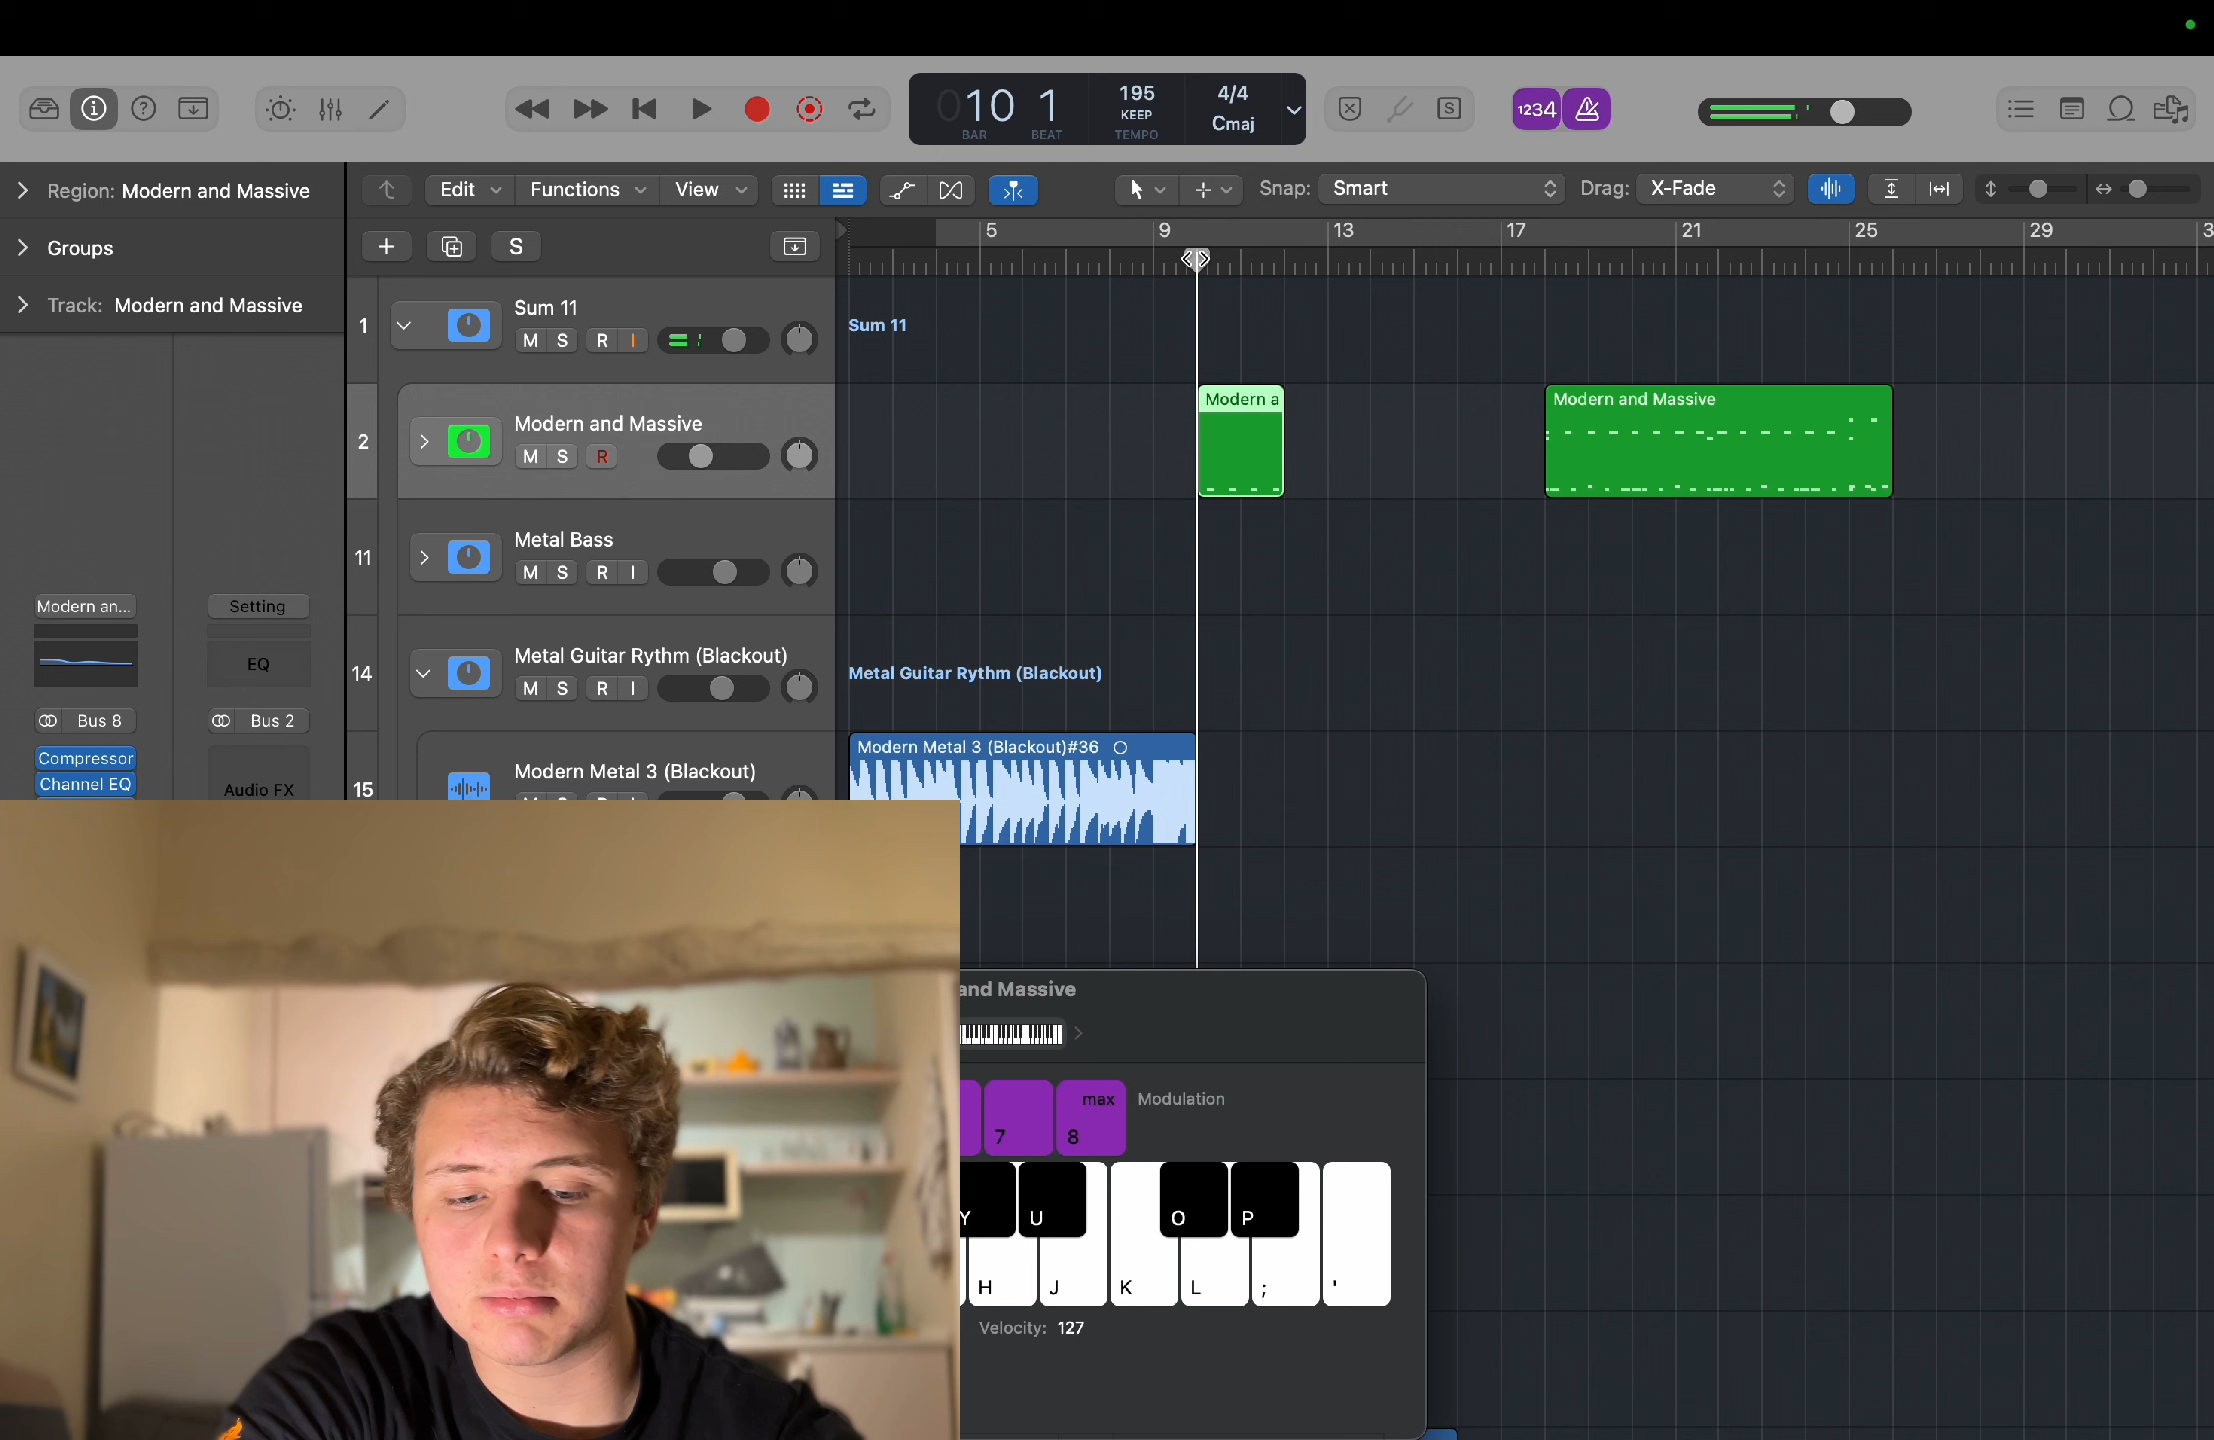 10 1
BAR BEAT
195
KEEP
TEMPO
4/4
Cmaj
S
1234
Region: Modern and Massive
Groups
Track: Modern and Massive
Edit Functions View
Snap: Smart
Drag: X-Fade
S
5 9 13 17 21 25 29 3
1 Sum 11
M S R I
Sum 11
2 Modern and Massive
M S R
Modern a
Modern and Massive
11 Metal Bass
M S R I
14 Metal Guitar Rythm (Blackout)
M S R I
Metal Guitar Rythm (Blackout)
15 Modern Metal 3 (Blackout)
Modern Metal 3 (Blackout)#36
Modern an...
Setting
EQ
Bus 8
Bus 2
Compressor
Channel EQ
Audio FX
and Massive
7 8 max Modulation
Y U O P
H J K L ; '
Velocity: 127